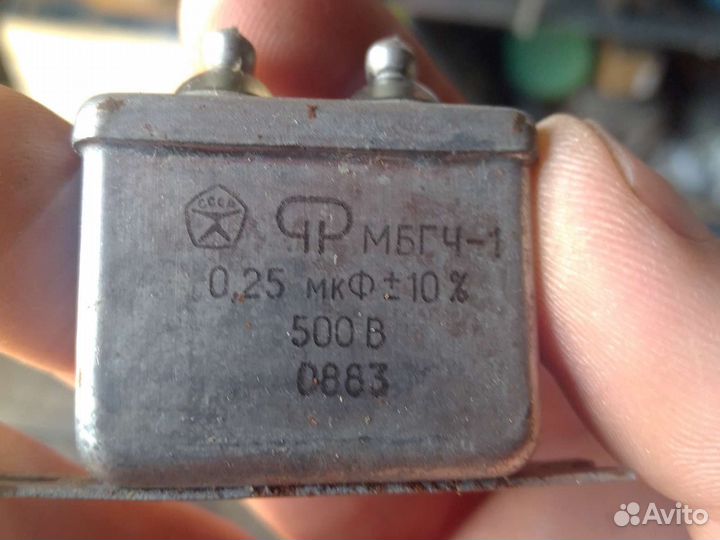 СССР МБГЧ-1
0,25 мкФ ±10%
500 В
0883
Avito